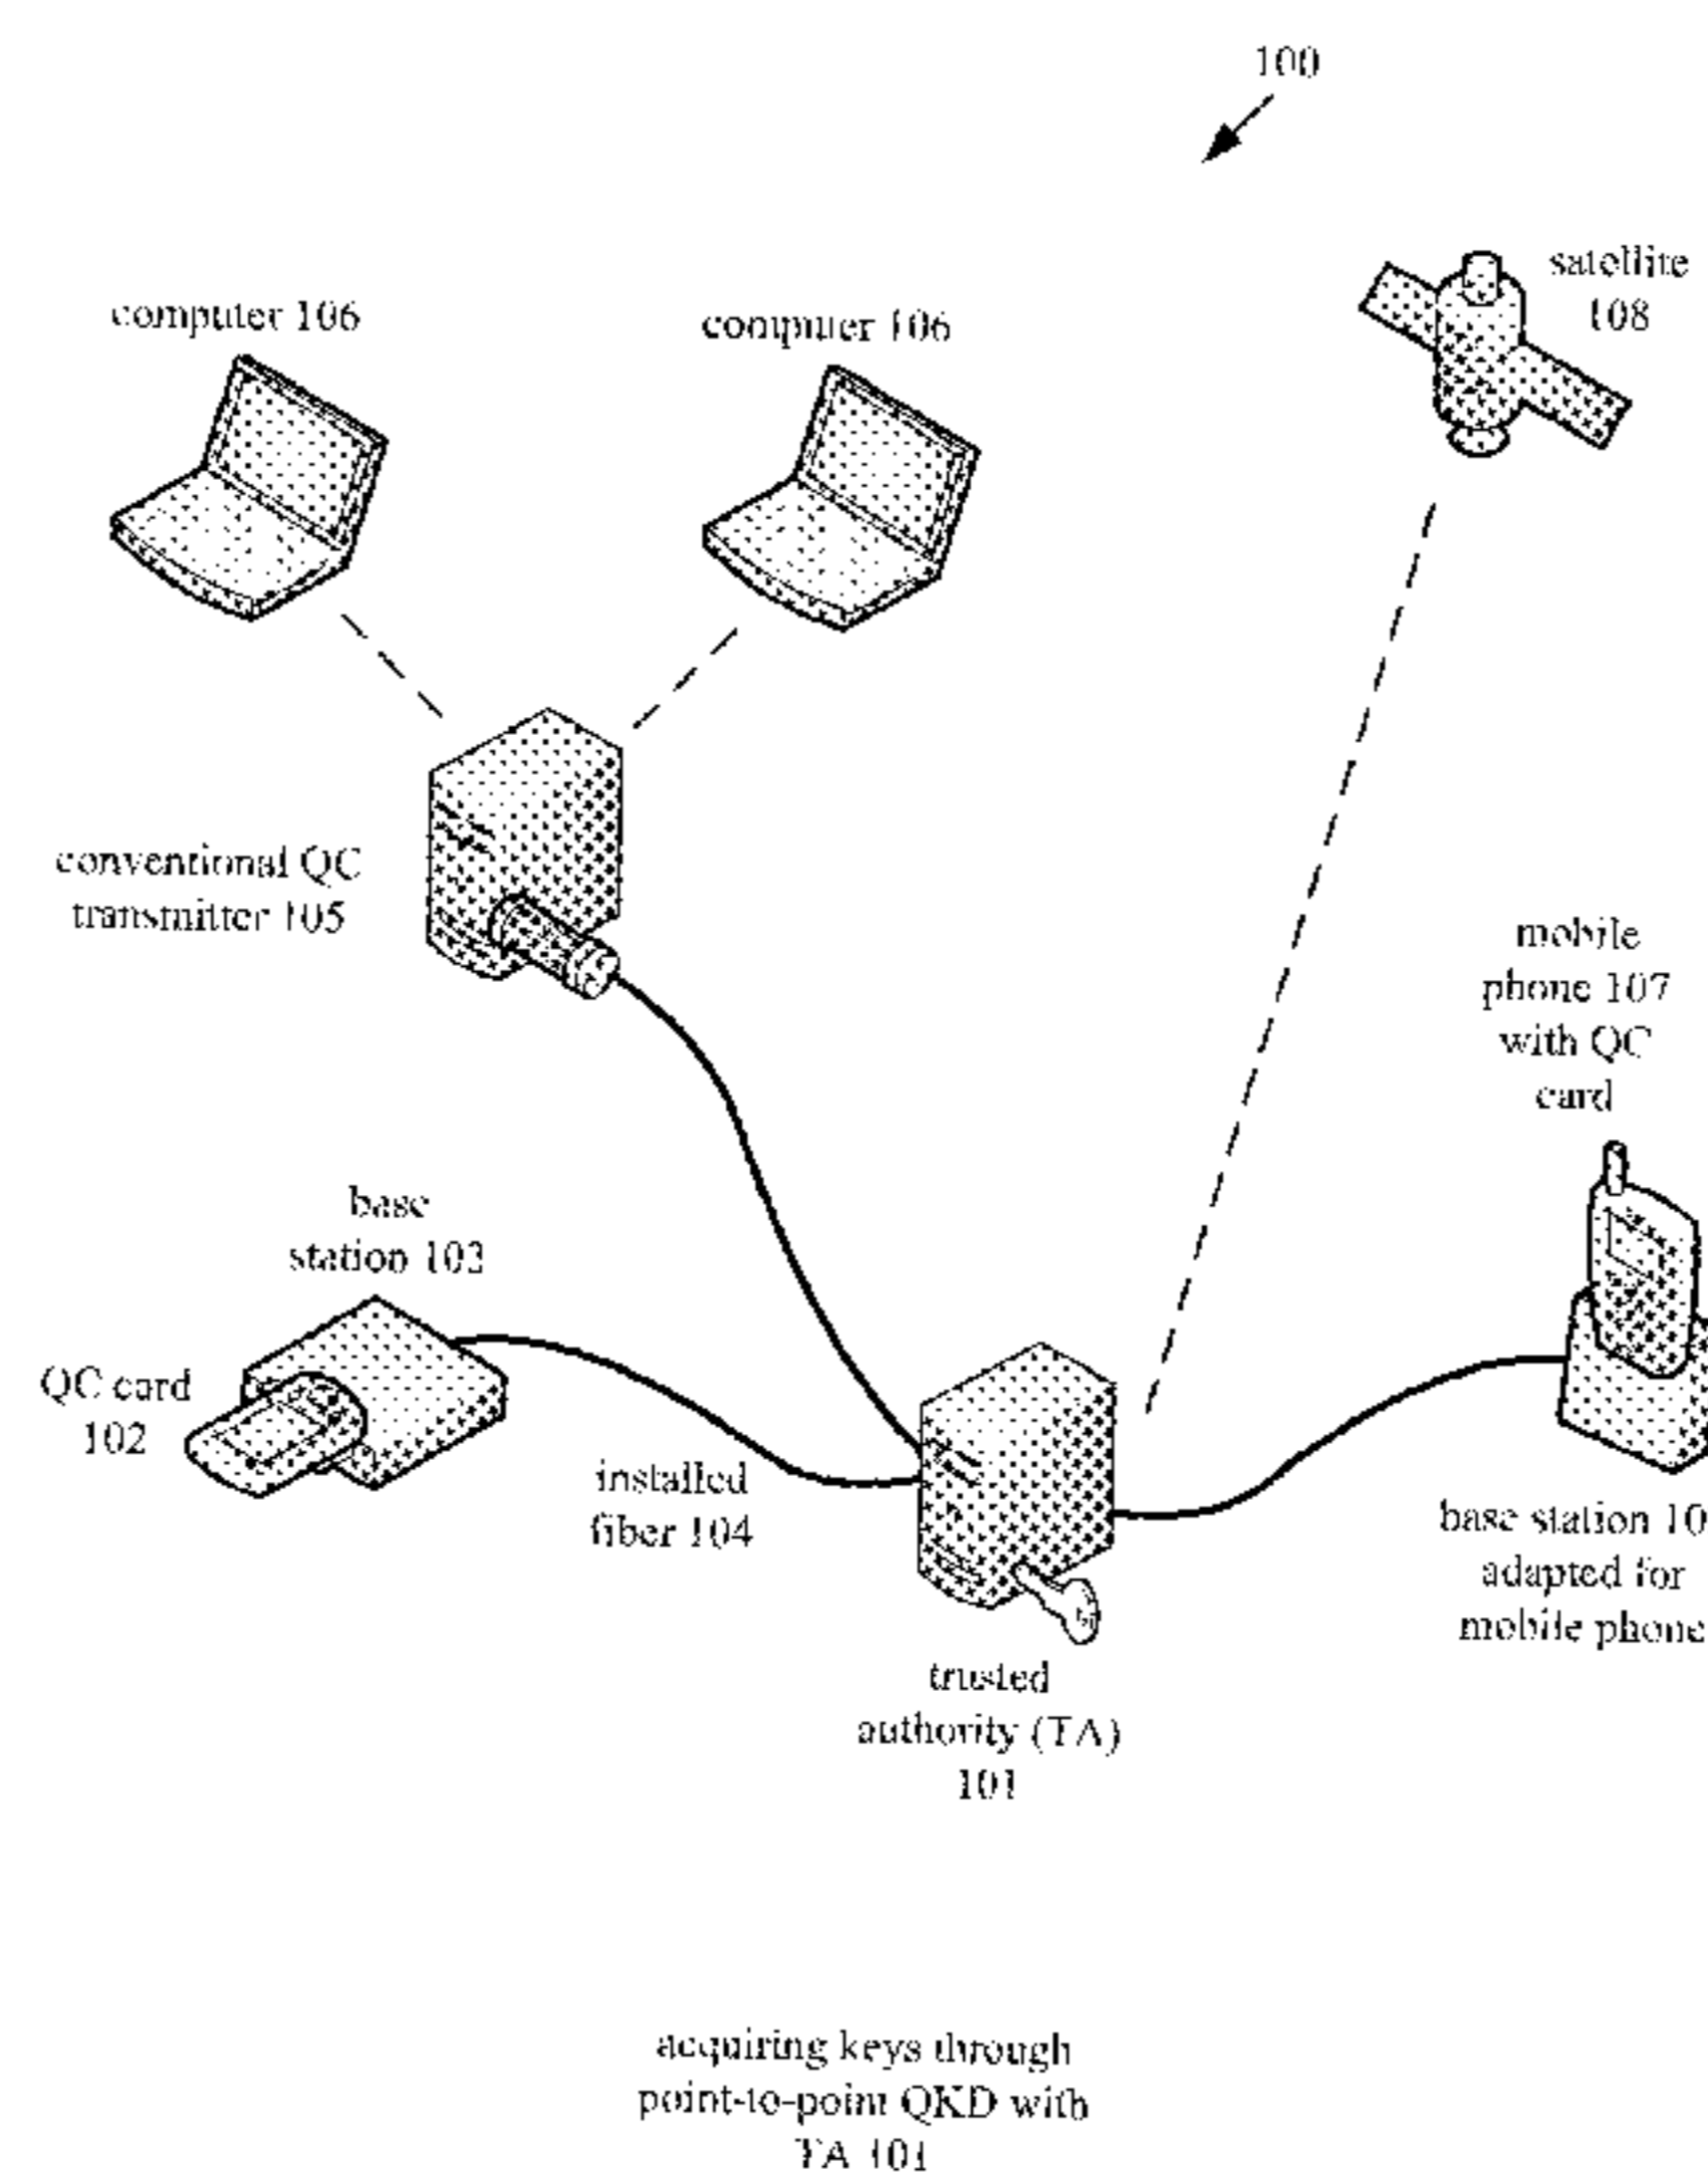 100
satellite
108
computer 106
computer 106
conventional QC
transmitter 105
mobile
phone 107
with QC
card
base
station 103
QC card
102
installed
fiber 104
base station 10
adapted for
mobile phone
trusted
authority (TA)
101
acquiring keys through
point-to-point QKD with
TA 101